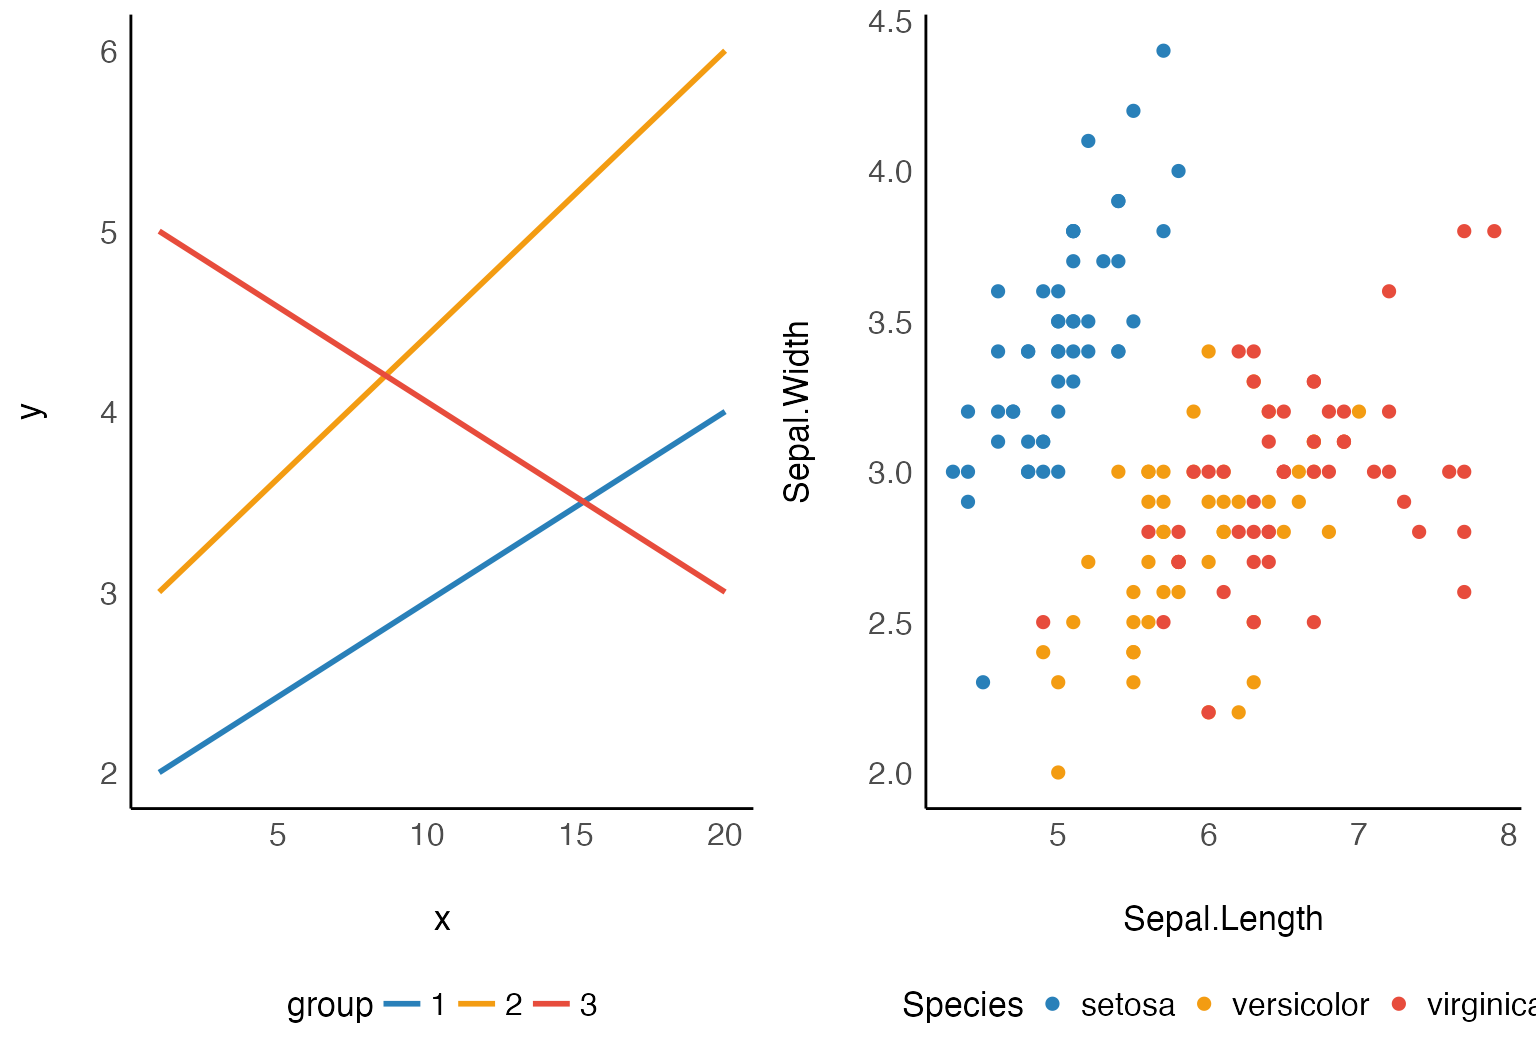 6
5
4
3
2
y
5 10 15 20
x
group 1 2 3
4.5
4.0
3.5
3.0
2.5
2.0
Sepal.Width
5 6 7 8
Sepal.Length
Species setosa versicolor virginica